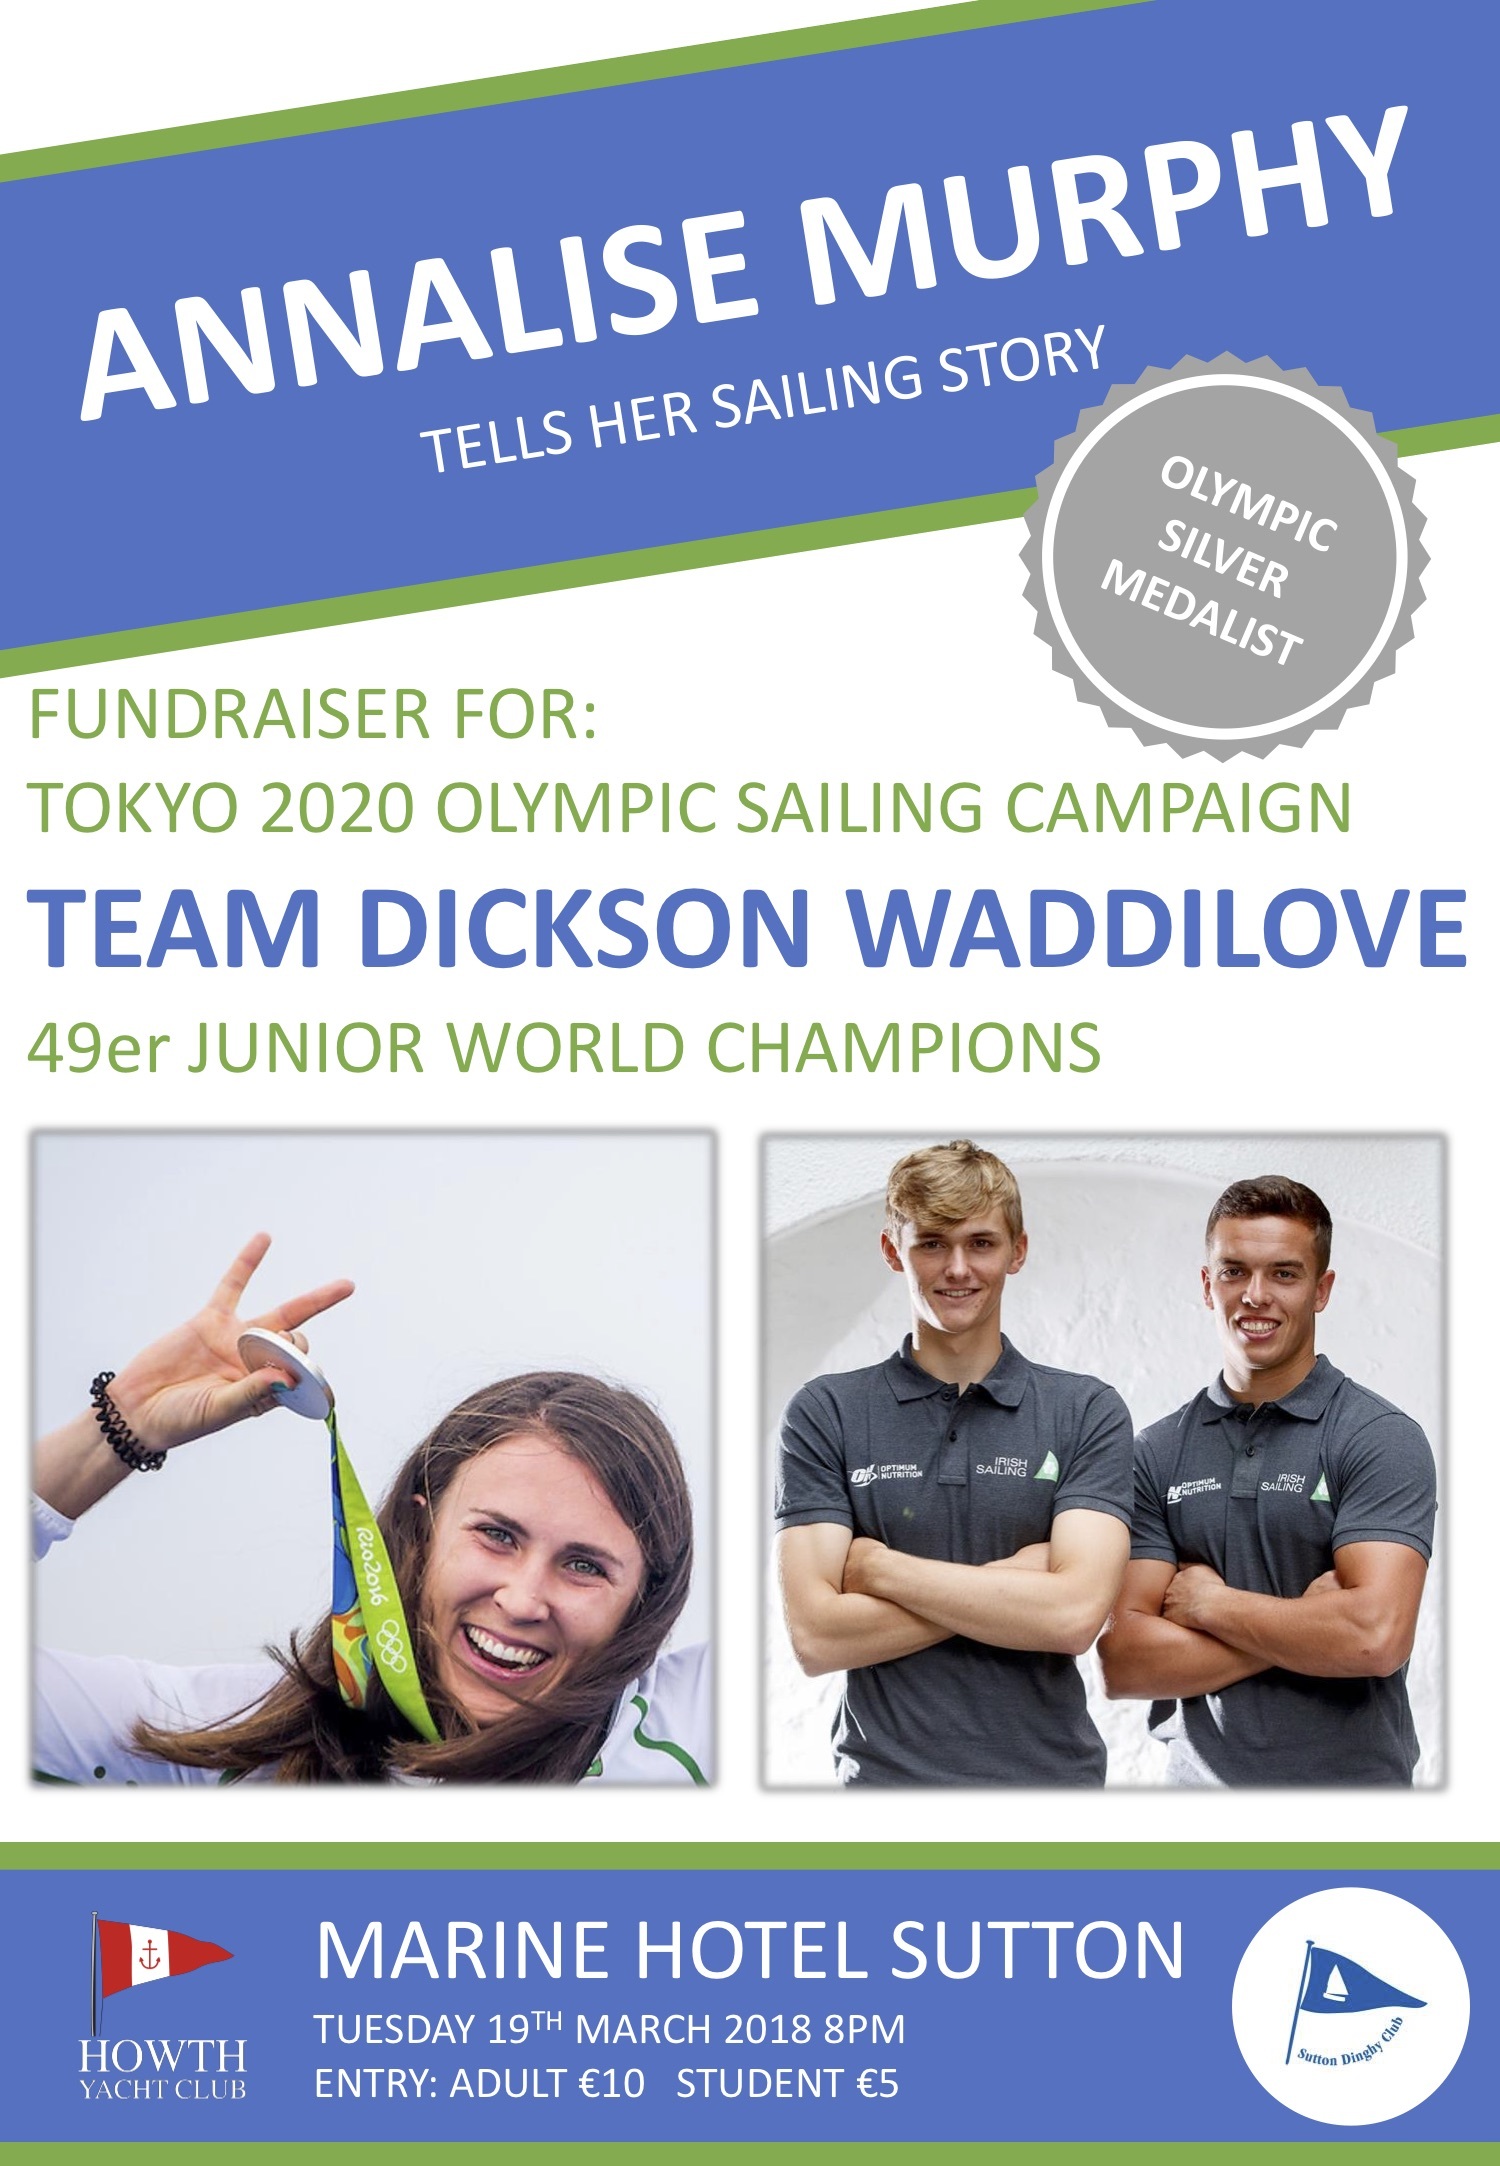 ANNALISE MURPHY
TELLS HER SAILING STORY
OLYMPIC
SILVER
MEDALIST
FUNDRAISER FOR:
TOKYO 2020 OLYMPIC SAILING CAMPAIGN
TEAM DICKSON WADDILOVE
49er JUNIOR WORLD CHAMPIONS
Rio2016
ON OPTIMUM
NUTRITION
IRISH
SAILING
OPTIMUM
NUTRITION
IRISH
SAILING
HOWTH
YACHT CLUB
MARINE HOTEL SUTTON
TUESDAY 19TH MARCH 2018 8PM
ENTRY: ADULT €10 STUDENT €5
Sutton Dinghy Club